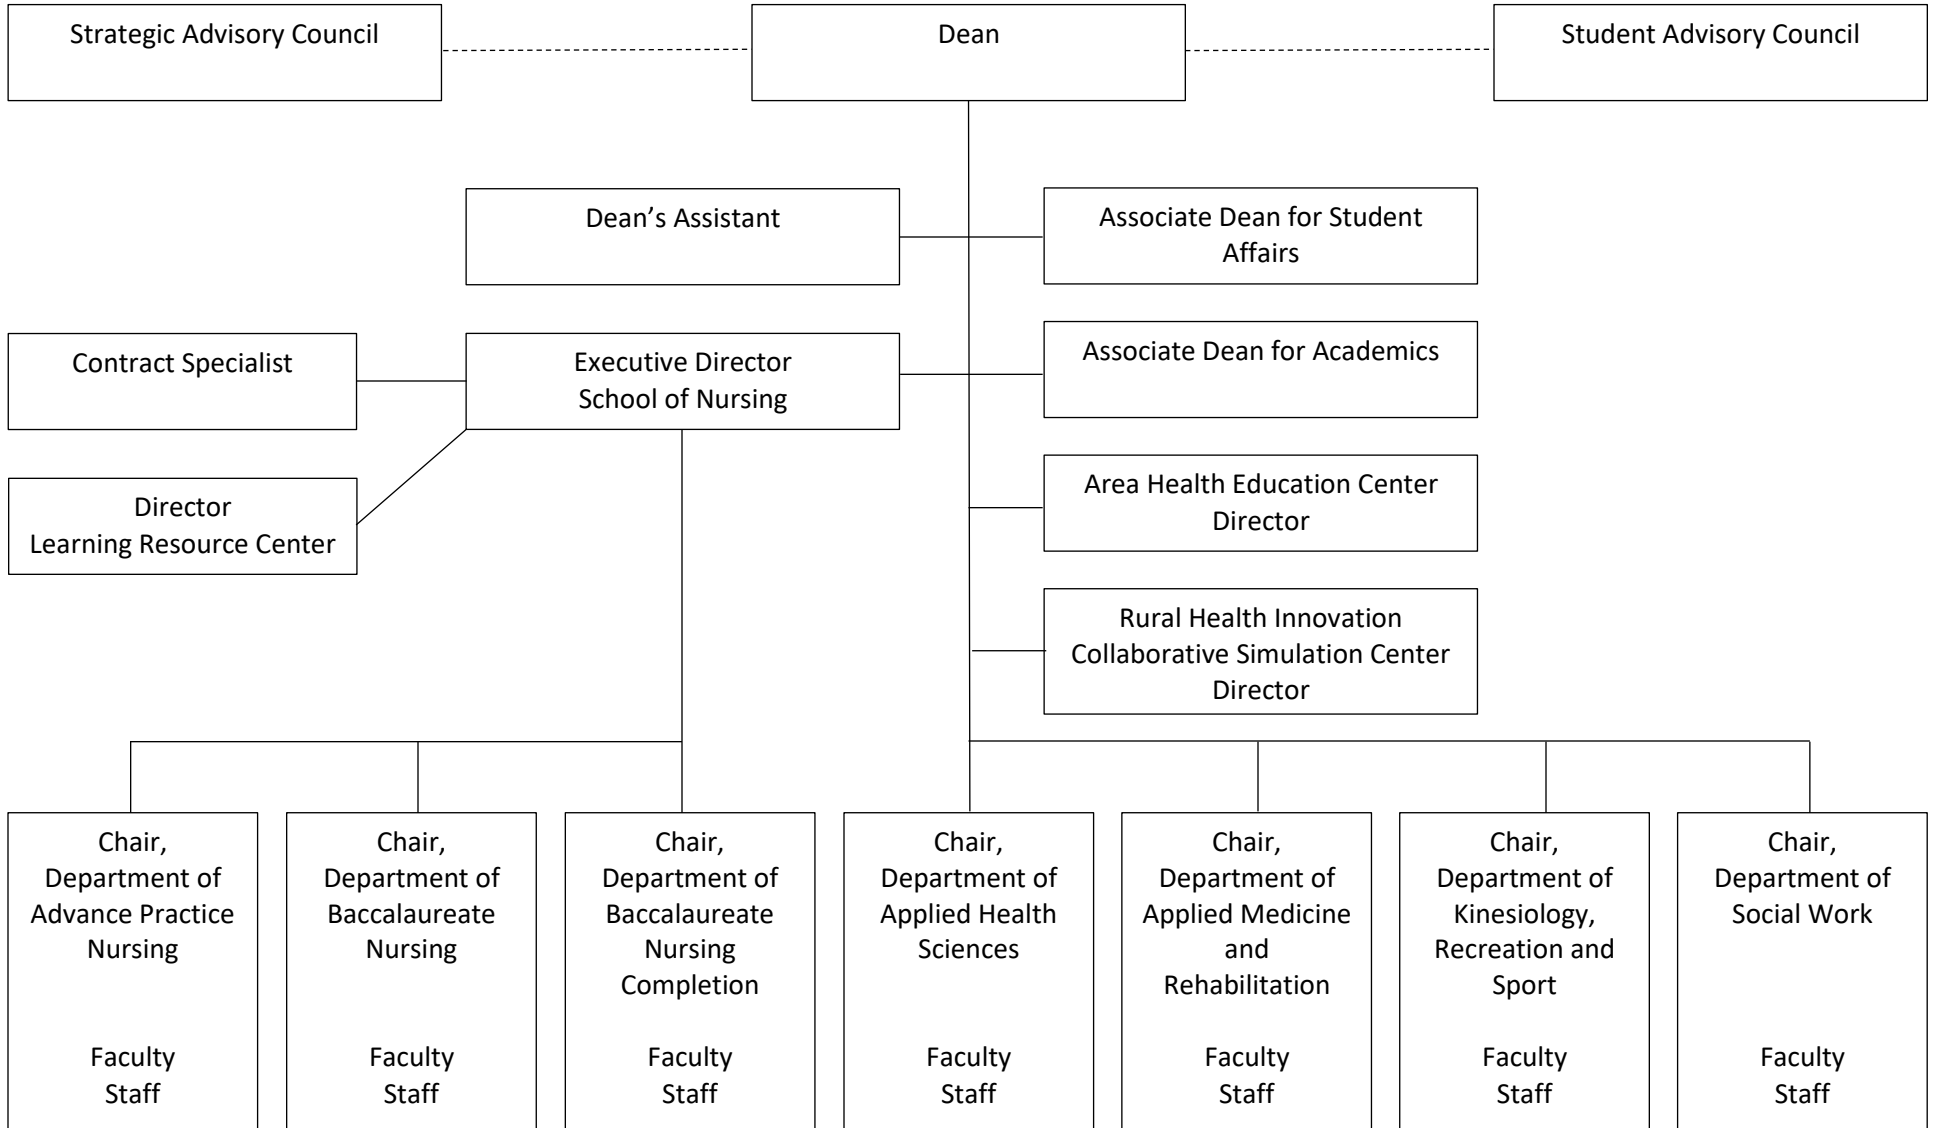 Strategic Advisory Council
Dean
Student Advisory Council
Dean’s Assistant
Associate Dean for Student
Affairs
Contract Specialist
Executive Director
School of Nursing
Associate Dean for Academics
Director
Learning Resource Center
Area Health Education Center
Director
Rural Health Innovation
Collaborative Simulation Center
Director
Chair,
Department of
Advance Practice
Nursing
Faculty
Staff
Chair,
Department of
Baccalaureate
Nursing
Faculty
Staff
Chair,
Department of
Baccalaureate
Nursing
Completion
Faculty
Staff
Chair,
Department of
Applied Health
Sciences
Faculty
Staff
Chair,
Department of
Applied Medicine
and
Rehabilitation
Faculty
Staff
Chair,
Department of
Kinesiology,
Recreation and
Sport
Faculty
Staff
Chair,
Department of
Social Work
Faculty
Staff